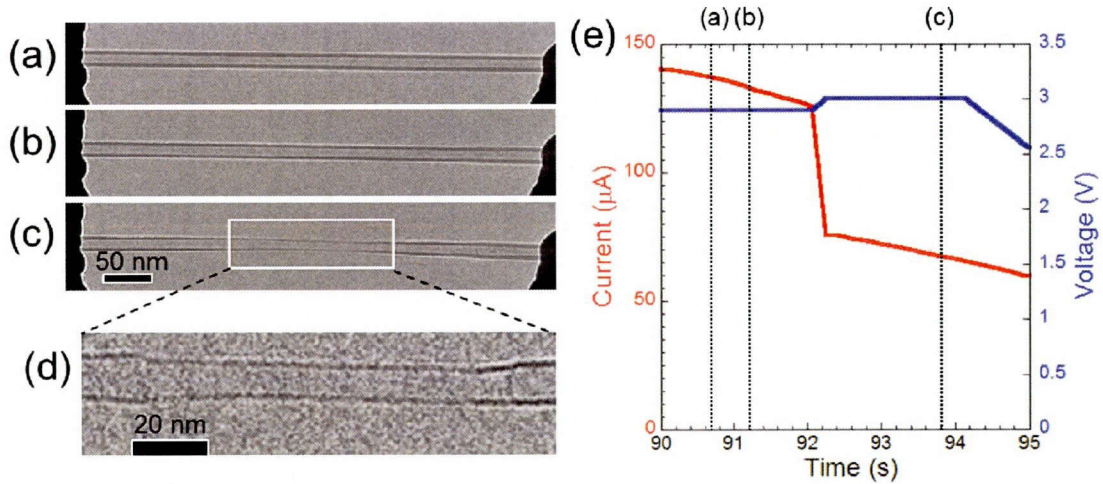 (a)
(b)
(c)
50 nm
(d)
20 nm
(e)
(a) (b) (c)
150
100
50
0
Current (μA)
3.5
3
2.5
2
1.5
1
0.5
0
Voltage (V)
90 91 92 93 94 95
Time (s)